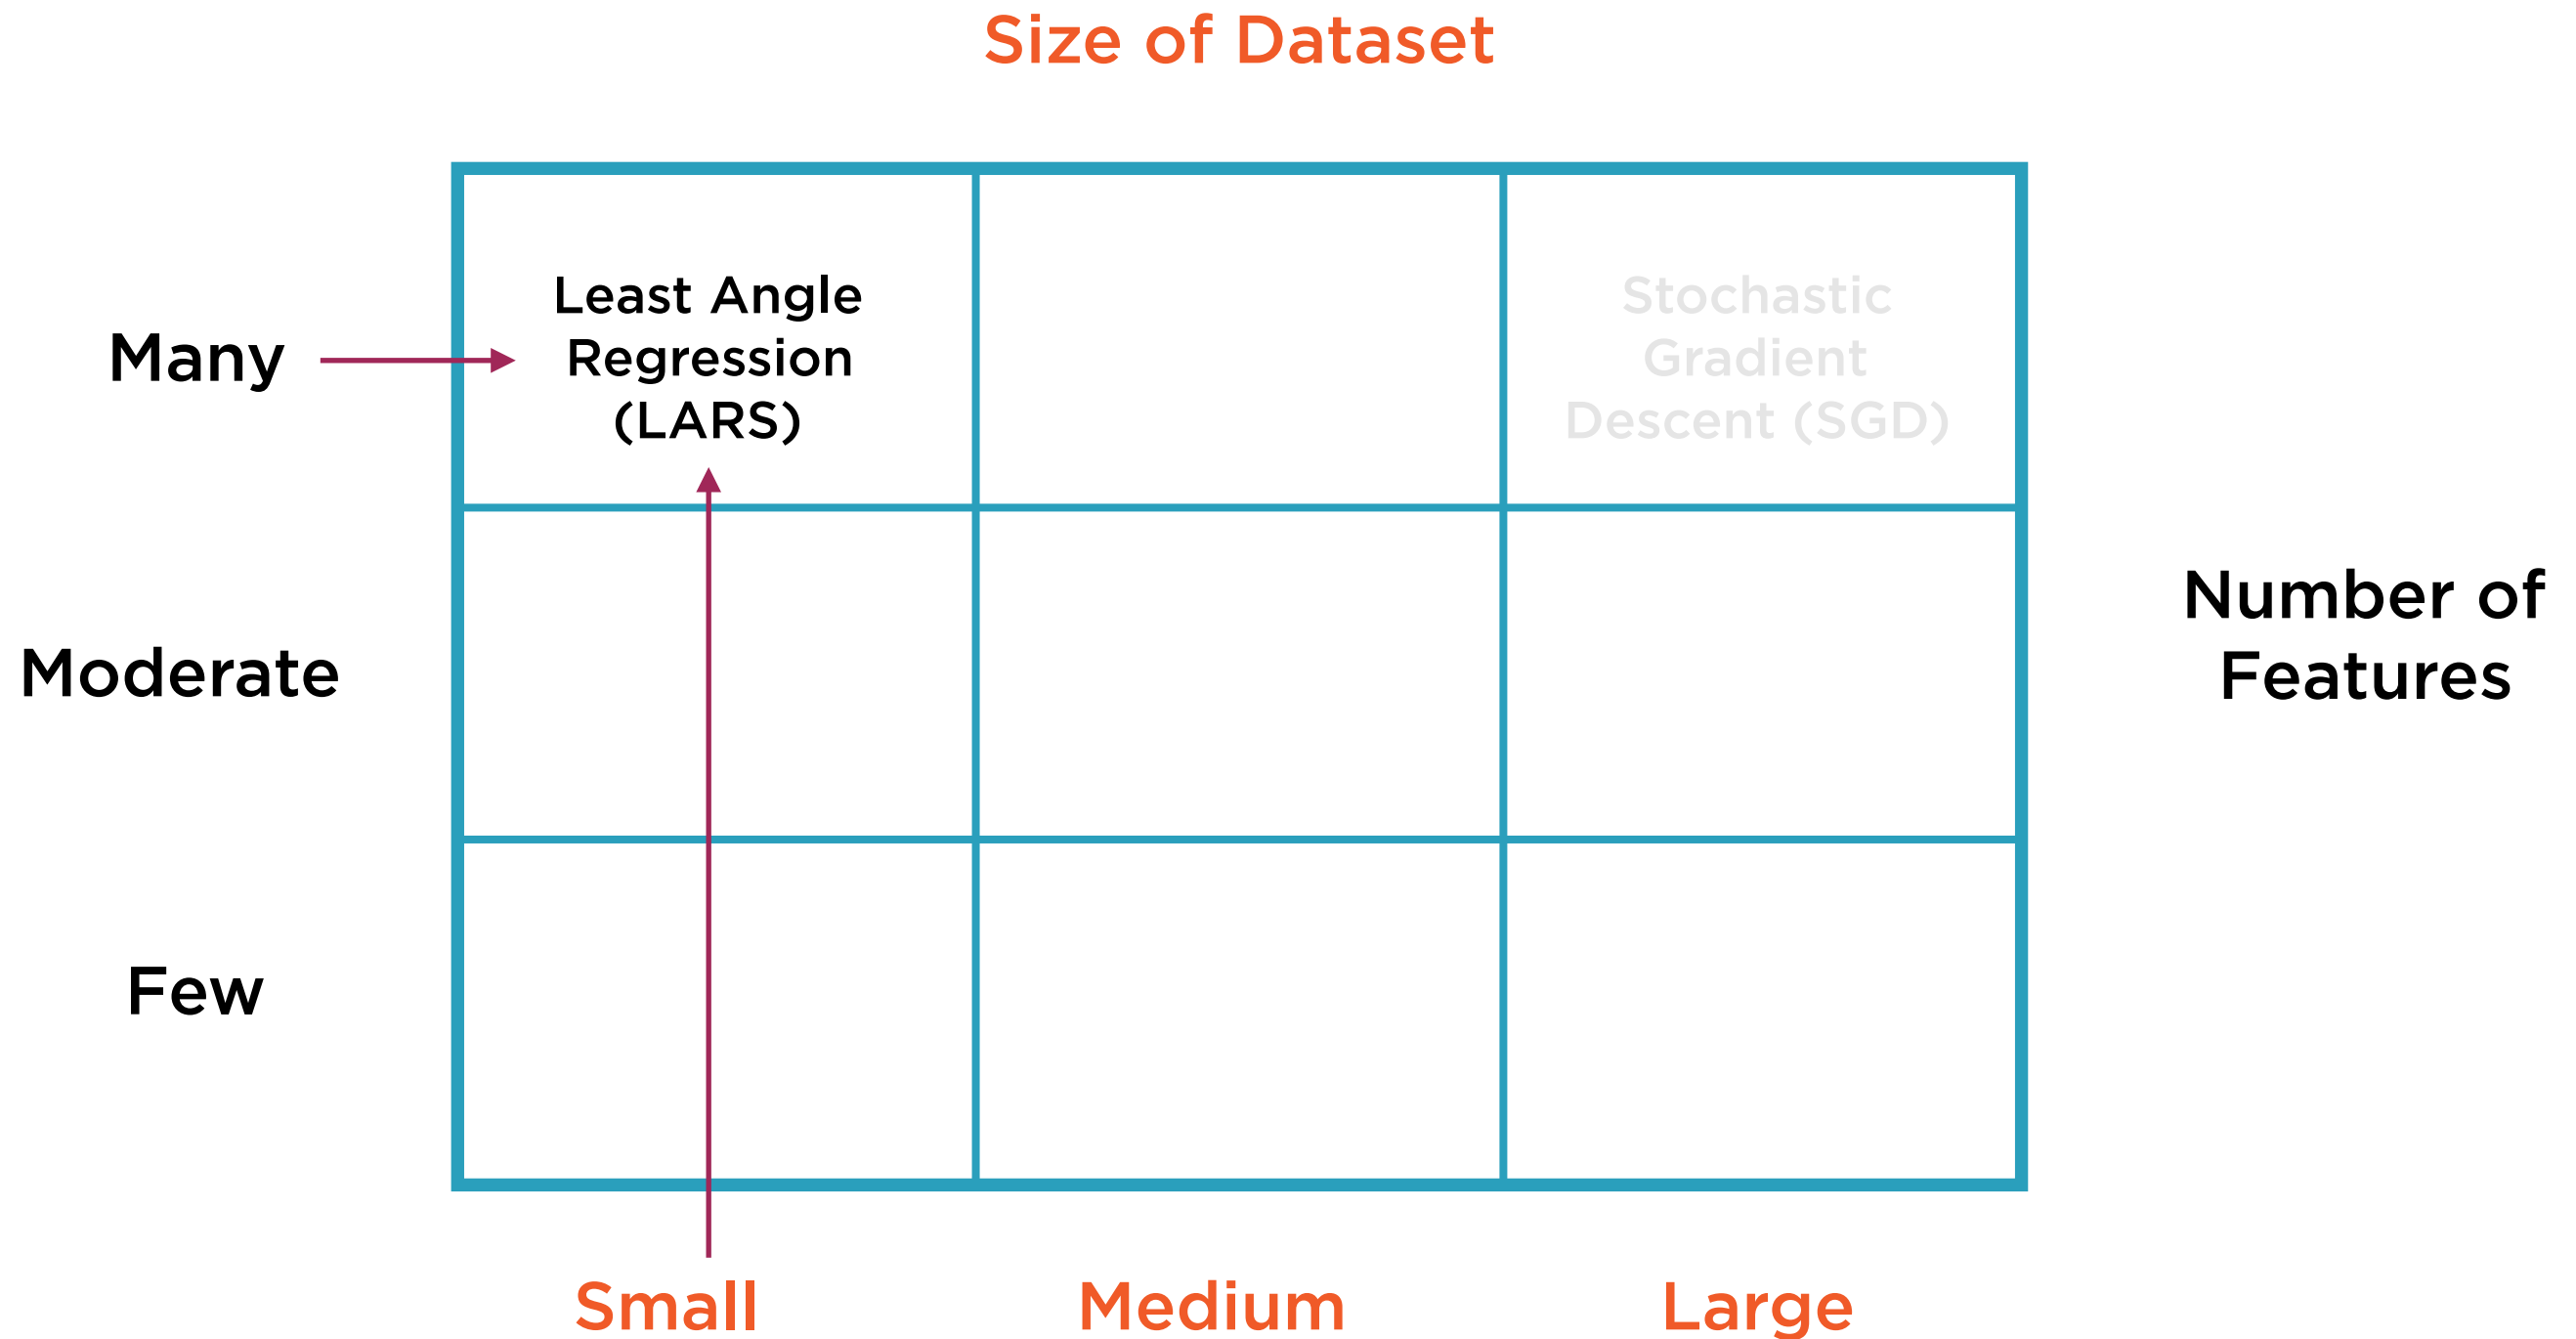 Size of Dataset
Many
Least Angle
Regression
(LARS)
Stochastic
Gradient
Descent (SGD)
Moderate
Number of
Features
Few
Small
Medium
Large